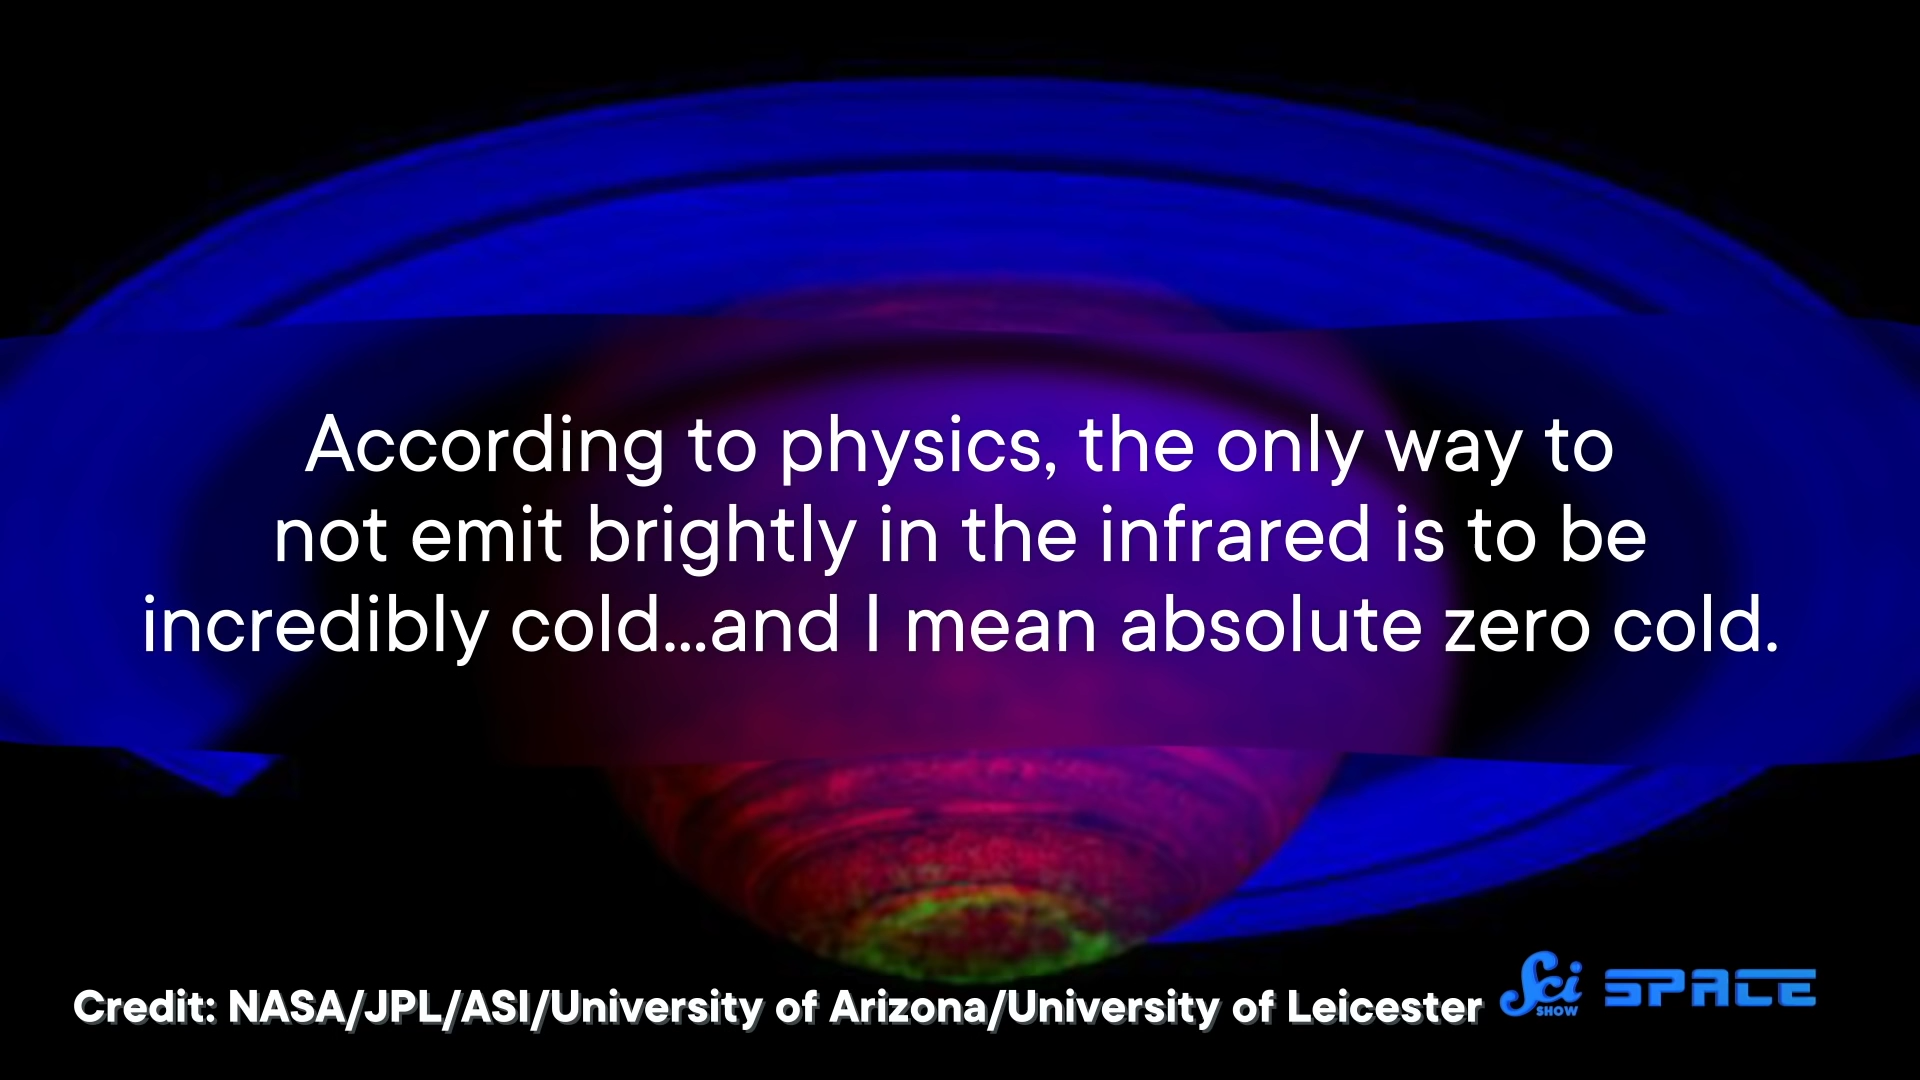 According to physics, the only way to
not emit brightly in the infrared is to be
incredibly cold...and I mean absolute zero cold.
Credit: NASA/JPL/ASI/University of Arizona/University of Leicester
Sci SHOW SPACE